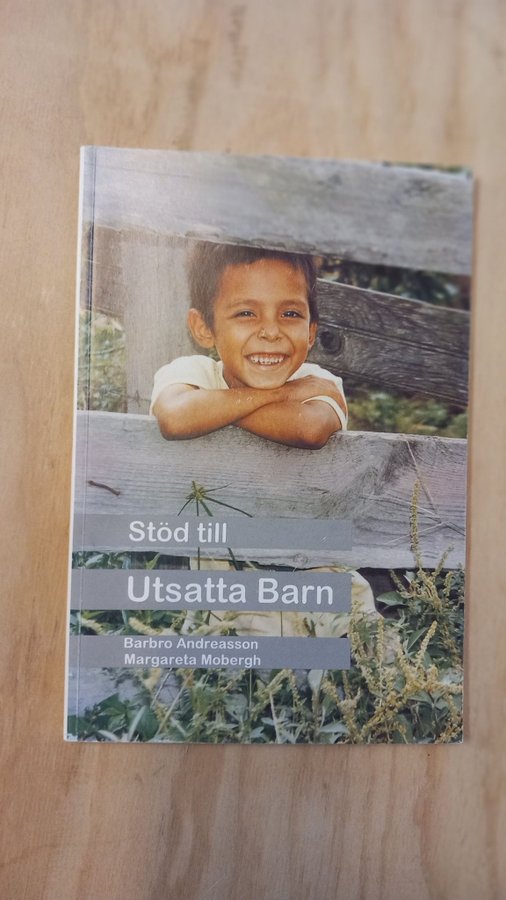 Stöd till
Utsatta Barn
Barbro Andreasson
Margareta Mobergh